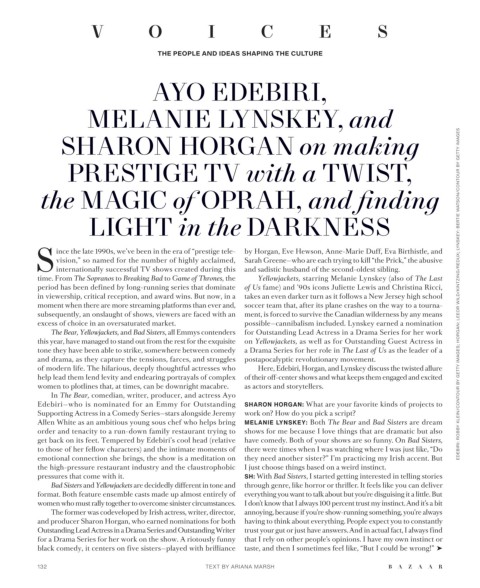 VOICES
THE PEOPLE AND IDEAS SHAPING THE CULTURE
AYO EDEBIRI,
MELANIE LYNSKEY, and
SHARON HORGAN on making
PRESTIGE TV with a TWIST,
the MAGIC of OPRAH, and finding
LIGHT in the DARKNESS
Since the late 1990s, we've been in the era of "prestige tele-
vision," so named for the number of highly acclaimed,
internationally successful TV shows created during this
time. From The Sopranos to Breaking Bad to Game of Thrones, the
period has been defined by long-running series that dominate
in viewership, critical reception, and award wins. But now, in a
moment when there are more streaming platforms than ever and,
subsequently, an onslaught of shows, viewers are faced with an
excess of choice in an oversaturated market.
The Bear, Yellowjackets, and Bad Sisters, all Emmys contenders
this year, have managed to stand out from the rest for the exquisite
tone they have been able to strike, somewhere between comedy
and drama, as they capture the tensions, farces, and struggles
of modern life. The hilarious, deeply thoughtful actresses who
help lead them lend levity and endearing portrayals of complex
women to plotlines that, at times, can be downright macabre.
In The Bear, comedian, writer, producer, and actress Ayo
Edebiri—who is nominated for an Emmy for Outstanding
Supporting Actress in a Comedy Series—stars alongside Jeremy
Allen White as an ambitious young sous chef who helps bring
order and tenacity to a run-down family restaurant trying to
get back on its feet. Tempered by Edebiri's cool head (relative
to those of her fellow characters) and the intimate moments of
emotional connection she brings, the show is a meditation on
the high-pressure restaurant industry and the claustrophobic
pressures that come with it.
Bad Sisters and Yellowjackets are decidedly different in tone and
format. Both feature ensemble casts made up almost entirely of
women who must rally together to overcome sinister circumstances.
The former was codeveloped by Irish actress, writer, director,
and producer Sharon Horgan, who earned nominations for both
Outstanding Lead Actress in a Drama Series and Outstanding Writer
for a Drama Series for her work on the show. A riotously funny
black comedy, it centers on five sisters—played with brilliance
by Horgan, Eve Hewson, Anne-Marie Duff, Eva Birthistle, and
Sarah Greene—who are each trying to kill "the Prick," the abusive
and sadistic husband of the second-oldest sibling.
Yellowjackets, starring Melanie Lynskey (also of The Last
of Us fame) and '90s icons Juliette Lewis and Christina Ricci,
takes an even darker turn as it follows a New Jersey high school
soccer team that, after its plane crashes on the way to a tourna-
ment, is forced to survive the Canadian wilderness by any means
possible—cannibalism included. Lynskey earned a nomination
for Outstanding Lead Actress in a Drama Series for her work
on Yellowjackets, as well as for Outstanding Guest Actress in
a Drama Series for her role in The Last of Us as the leader of a
postapocalyptic revolutionary movement.
Here, Edebiri, Horgan, and Lynskey discuss the twisted allure
of their off-center shows and what keeps them engaged and excited
as actors and storytellers.
SHARON HORGAN: What are your favorite kinds of projects to
work on? How do you pick a script?
MELANIE LYNSKEY: Both The Bear and Bad Sisters are dream
shows for me because I love things that are dramatic but also
have comedy. Both of your shows are so funny. On Bad Sisters,
there were times when I was watching where I was just like, "Do
they need another sister?" I'm practicing my Irish accent. But
I just choose things based on a weird instinct.
SH: With Bad Sisters, I started getting interested in telling stories
through genre, like horror or thriller. It feels like you can deliver
everything you want to talk about but you're disguising it a little. But
I don't know that I always 100 percent trust my instinct. And it's a bit
annoying, because if you're show-running something, you're always
having to think about everything. People expect you to constantly
trust your gut or just have answers. And in actual fact, I always find
that I rely on other people's opinions. I have my own instinct or
taste, and then I sometimes feel like, "But I could be wrong!" ➤
132
TEXT BY ARIANA MARSH
BAZAAR